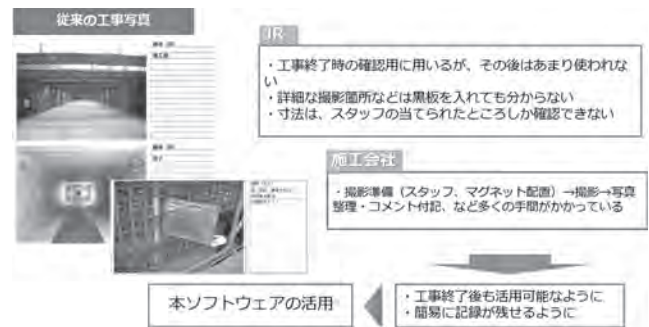 従来の工事写真
JR
・工事終了時の確認用に用いるが、その後はあまり使われな
い
・詳細な撮影箇所などは黒板を入れても分からない
・寸法は、スタッフの当てられたところしか確認できない
施工会社
・撮影準備（スタッフ、マグネット配置）→撮影→写真
整理・コメント付記、など多くの手間がかかっている
・工事終了後も活用可能なように
・簡易に記録が残せるように
本ソフトウェアの活用